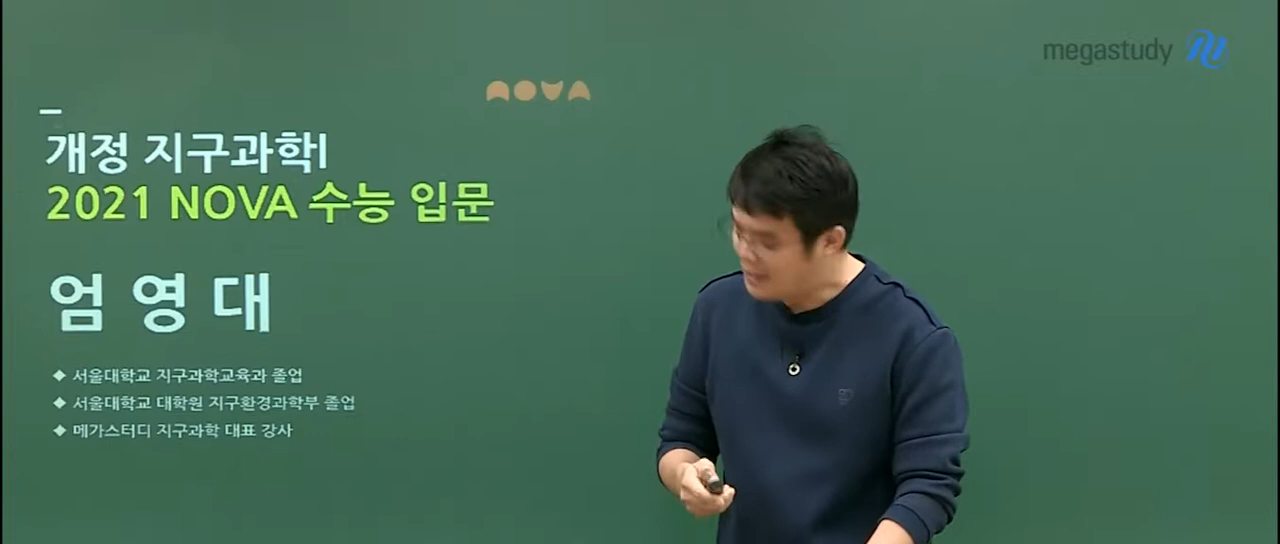 megastudy
NOVA
개정 지구과학I
2021 NOVA 수능 입문
엄영대
◆ 서울대학교 지구과학교육과 졸업
◆ 서울대학교 대학원 지구환경과학부 졸업
◆ 메가스터디 지구과학 대표 강사